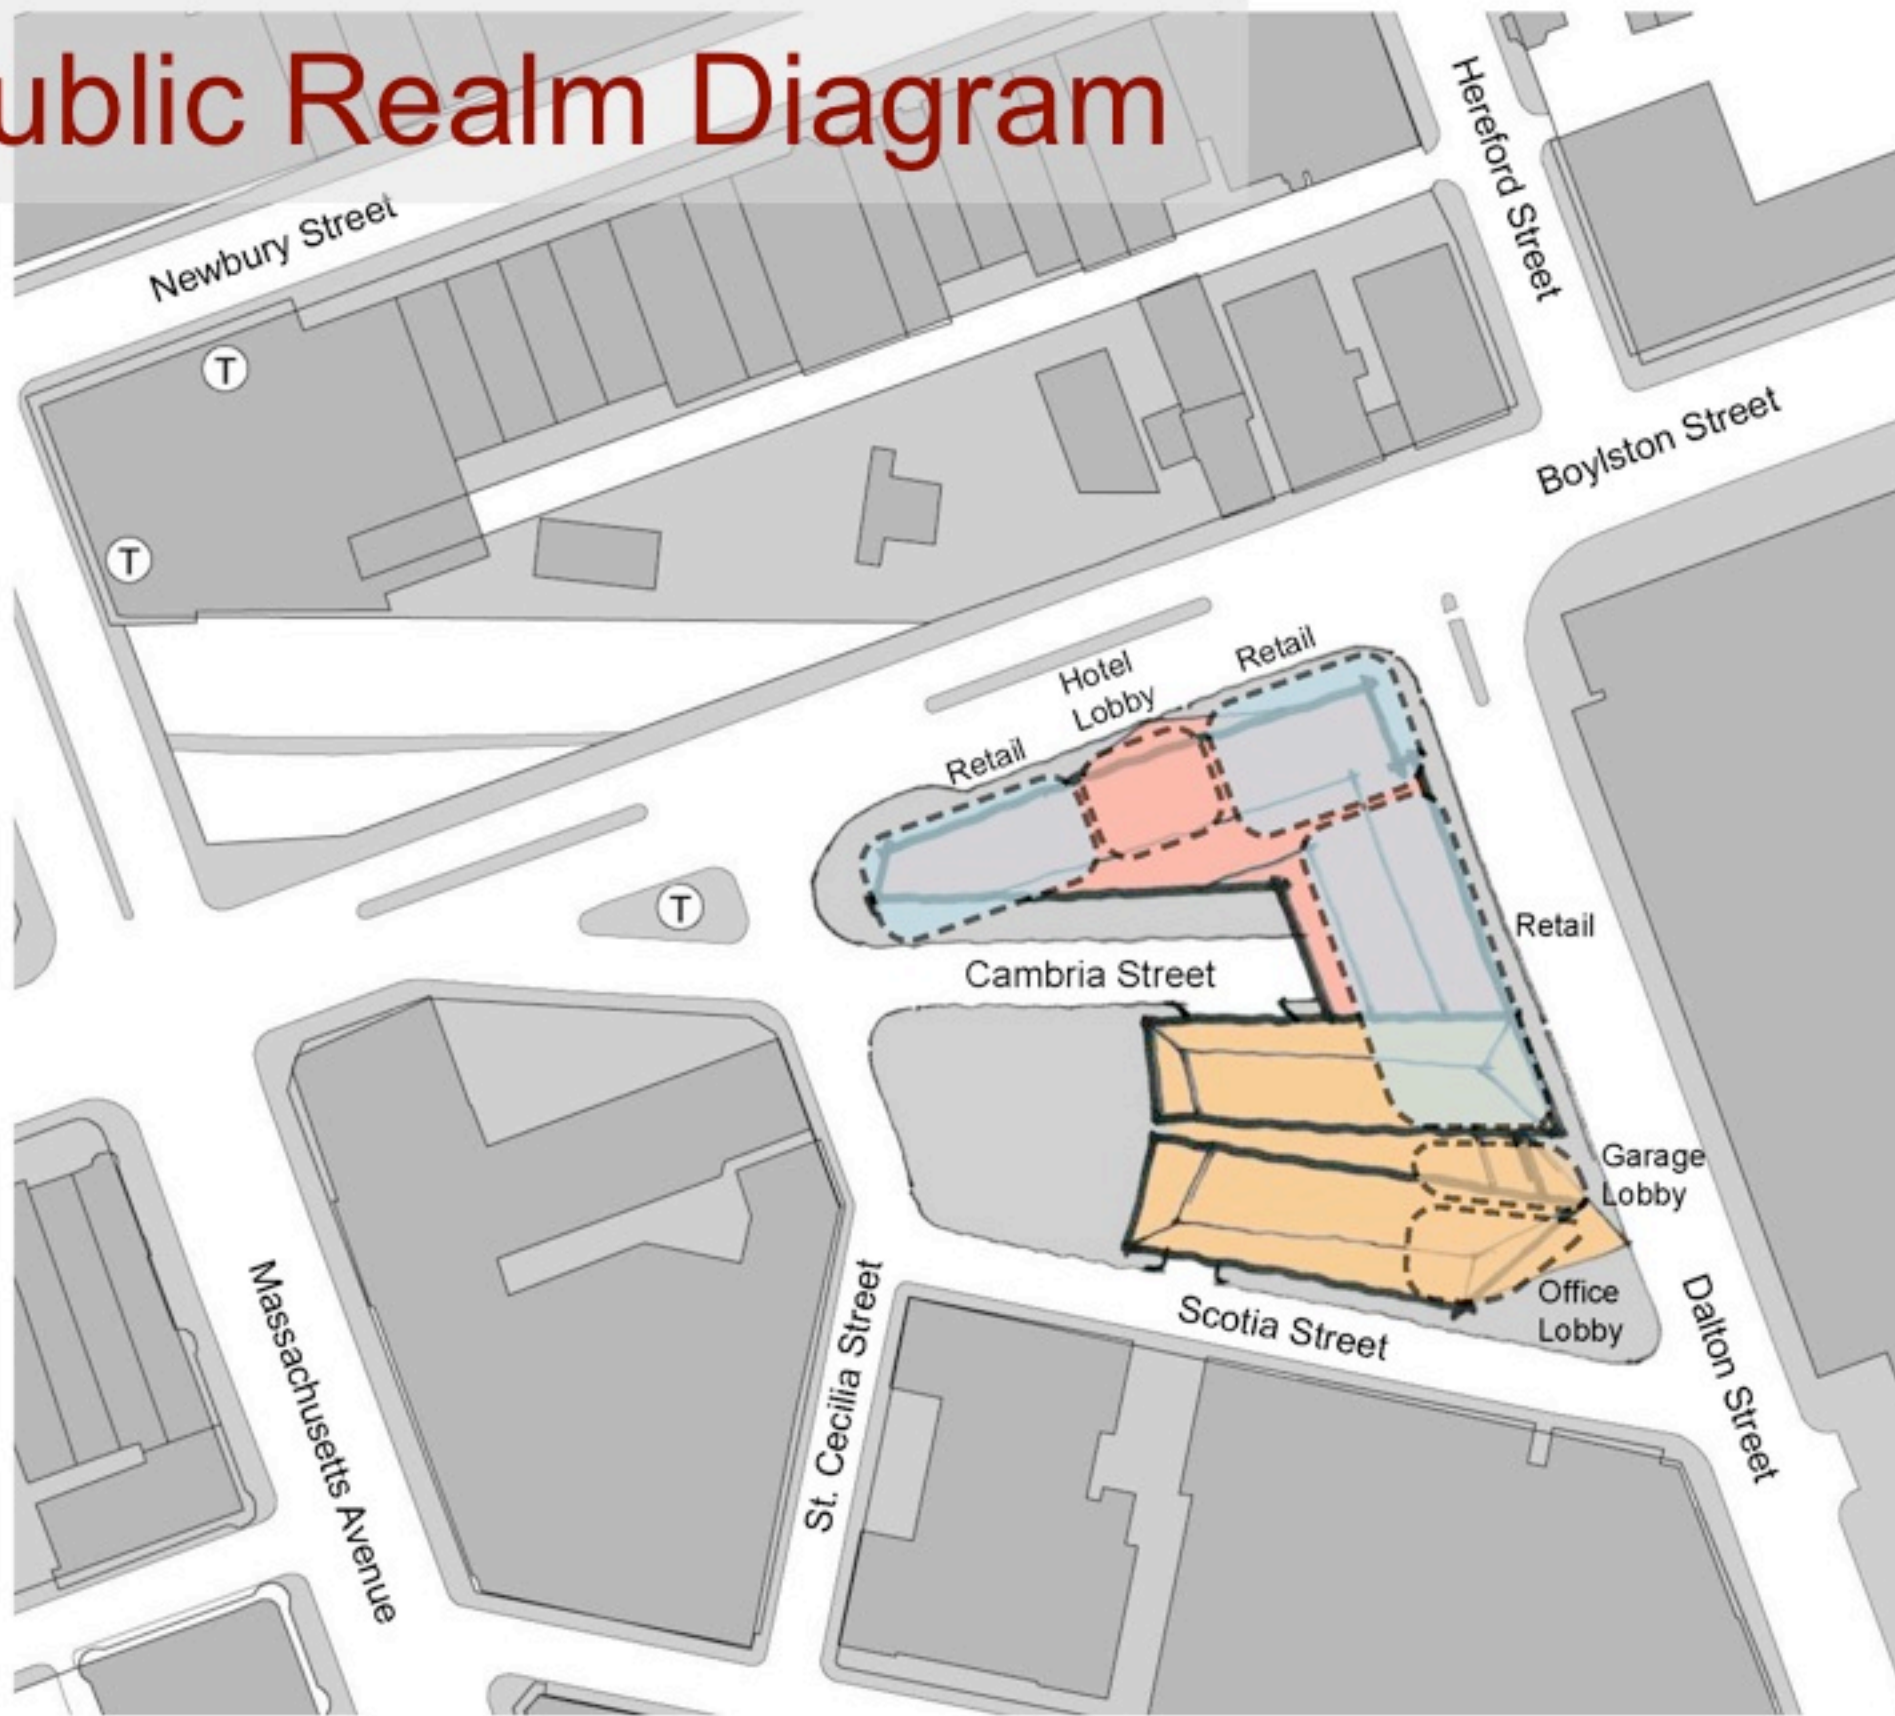 ublic Realm Diagram
Hereford Street
Newbury Street
T
Boylston Street
T
Retail
Hotel
Lobby
Retail
T
Retail
Cambria Street
Garage
Lobby
Office
Lobby
Scotia Street
Dalton Street
St. Cecilia Street
Massachusetts Avenue